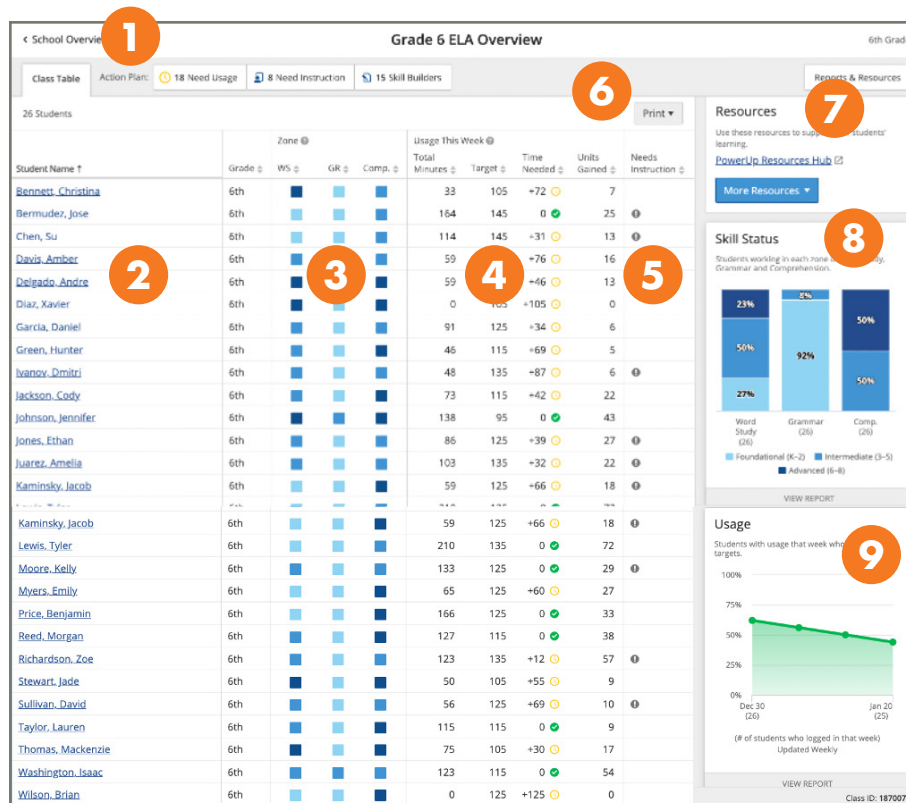 ‹ School Overvie
Grade 6 ELA Overview
6th Grad
1
Class Table
Action Plan:
18 Need Usage
8 Need Instruction
15 Skill Builders
Reports & Resources
6
7
26 Students
Print ▾
Zone
Usage This Week
Student Name ↑ Grade WS GR Comp. Total Minutes Target Time Needed Units Gained Needs Instruction
Bennett, Christina 6th 33 105 +72 7
Bermudez, Jose 6th 164 145 0 25
Chen, Su 6th 114 145 +31 13
Davis, Amber 6th 59 +76 16
Delgado, Andre 6th 59 +46 13
Diaz, Xavier 6th 0 +105 0
2
3
4
5
Garcia, Daniel 6th 91 125 +34 6
Green, Hunter 6th 46 115 +69 5
Ivanov, Dmitri 6th 48 135 +87 6
Jackson, Cody 6th 73 115 +42 22
Johnson, Jennifer 6th 138 95 0 43
Jones, Ethan 6th 86 125 +39 27
Juarez, Amelia 6th 103 135 +32 22
Kaminsky, Jacob 6th 59 125 +66 18
Kaminsky, Jacob 6th 59 125 +66 18
Lewis, Tyler 6th 210 135 0 72
Moore, Kelly 6th 133 125 0 29
Myers, Emily 6th 65 125 +60 27
Price, Benjamin 6th 166 125 0 33
Reed, Morgan 6th 127 115 0 38
Richardson, Zoe 6th 123 135 +12 57
Stewart, Jade 6th 50 105 +55 9
Sullivan, David 6th 56 125 +69 10
Taylor, Lauren 6th 115 115 0 9
Thomas, Mackenzie 6th 75 105 +30 17
Washington, Isaac 6th 123 115 0 54
Wilson, Brian 6th 0 125 +125 0
Resources
Use these resources to supp students'
learning.
PowerUp Resources Hub
More Resources ▾
Skill Status
8
Students working in each zone
Grammar and Comprehension.
23%
50%
27%
8%
92%
50%
50%
Word
Study
(26)
Grammar
(26)
Comp.
(26)
Foundational (K–2) Intermediate (3–5)
Advanced (6–8)
VIEW REPORT
Usage
Students with usage that week who
targets.
9
100%
75%
50%
25%
0%
Dec 30
(26)
Jan 20
(25)
(# of students who logged in that week)
Updated Weekly
VIEW REPORT
Class ID: 187007